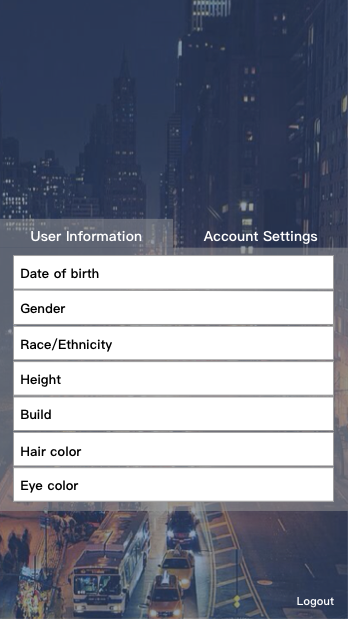 User Information
Account Settings
Date of birth
Gender
Race/Ethnicity
Height
Build
Hair color
Eye color
Logout